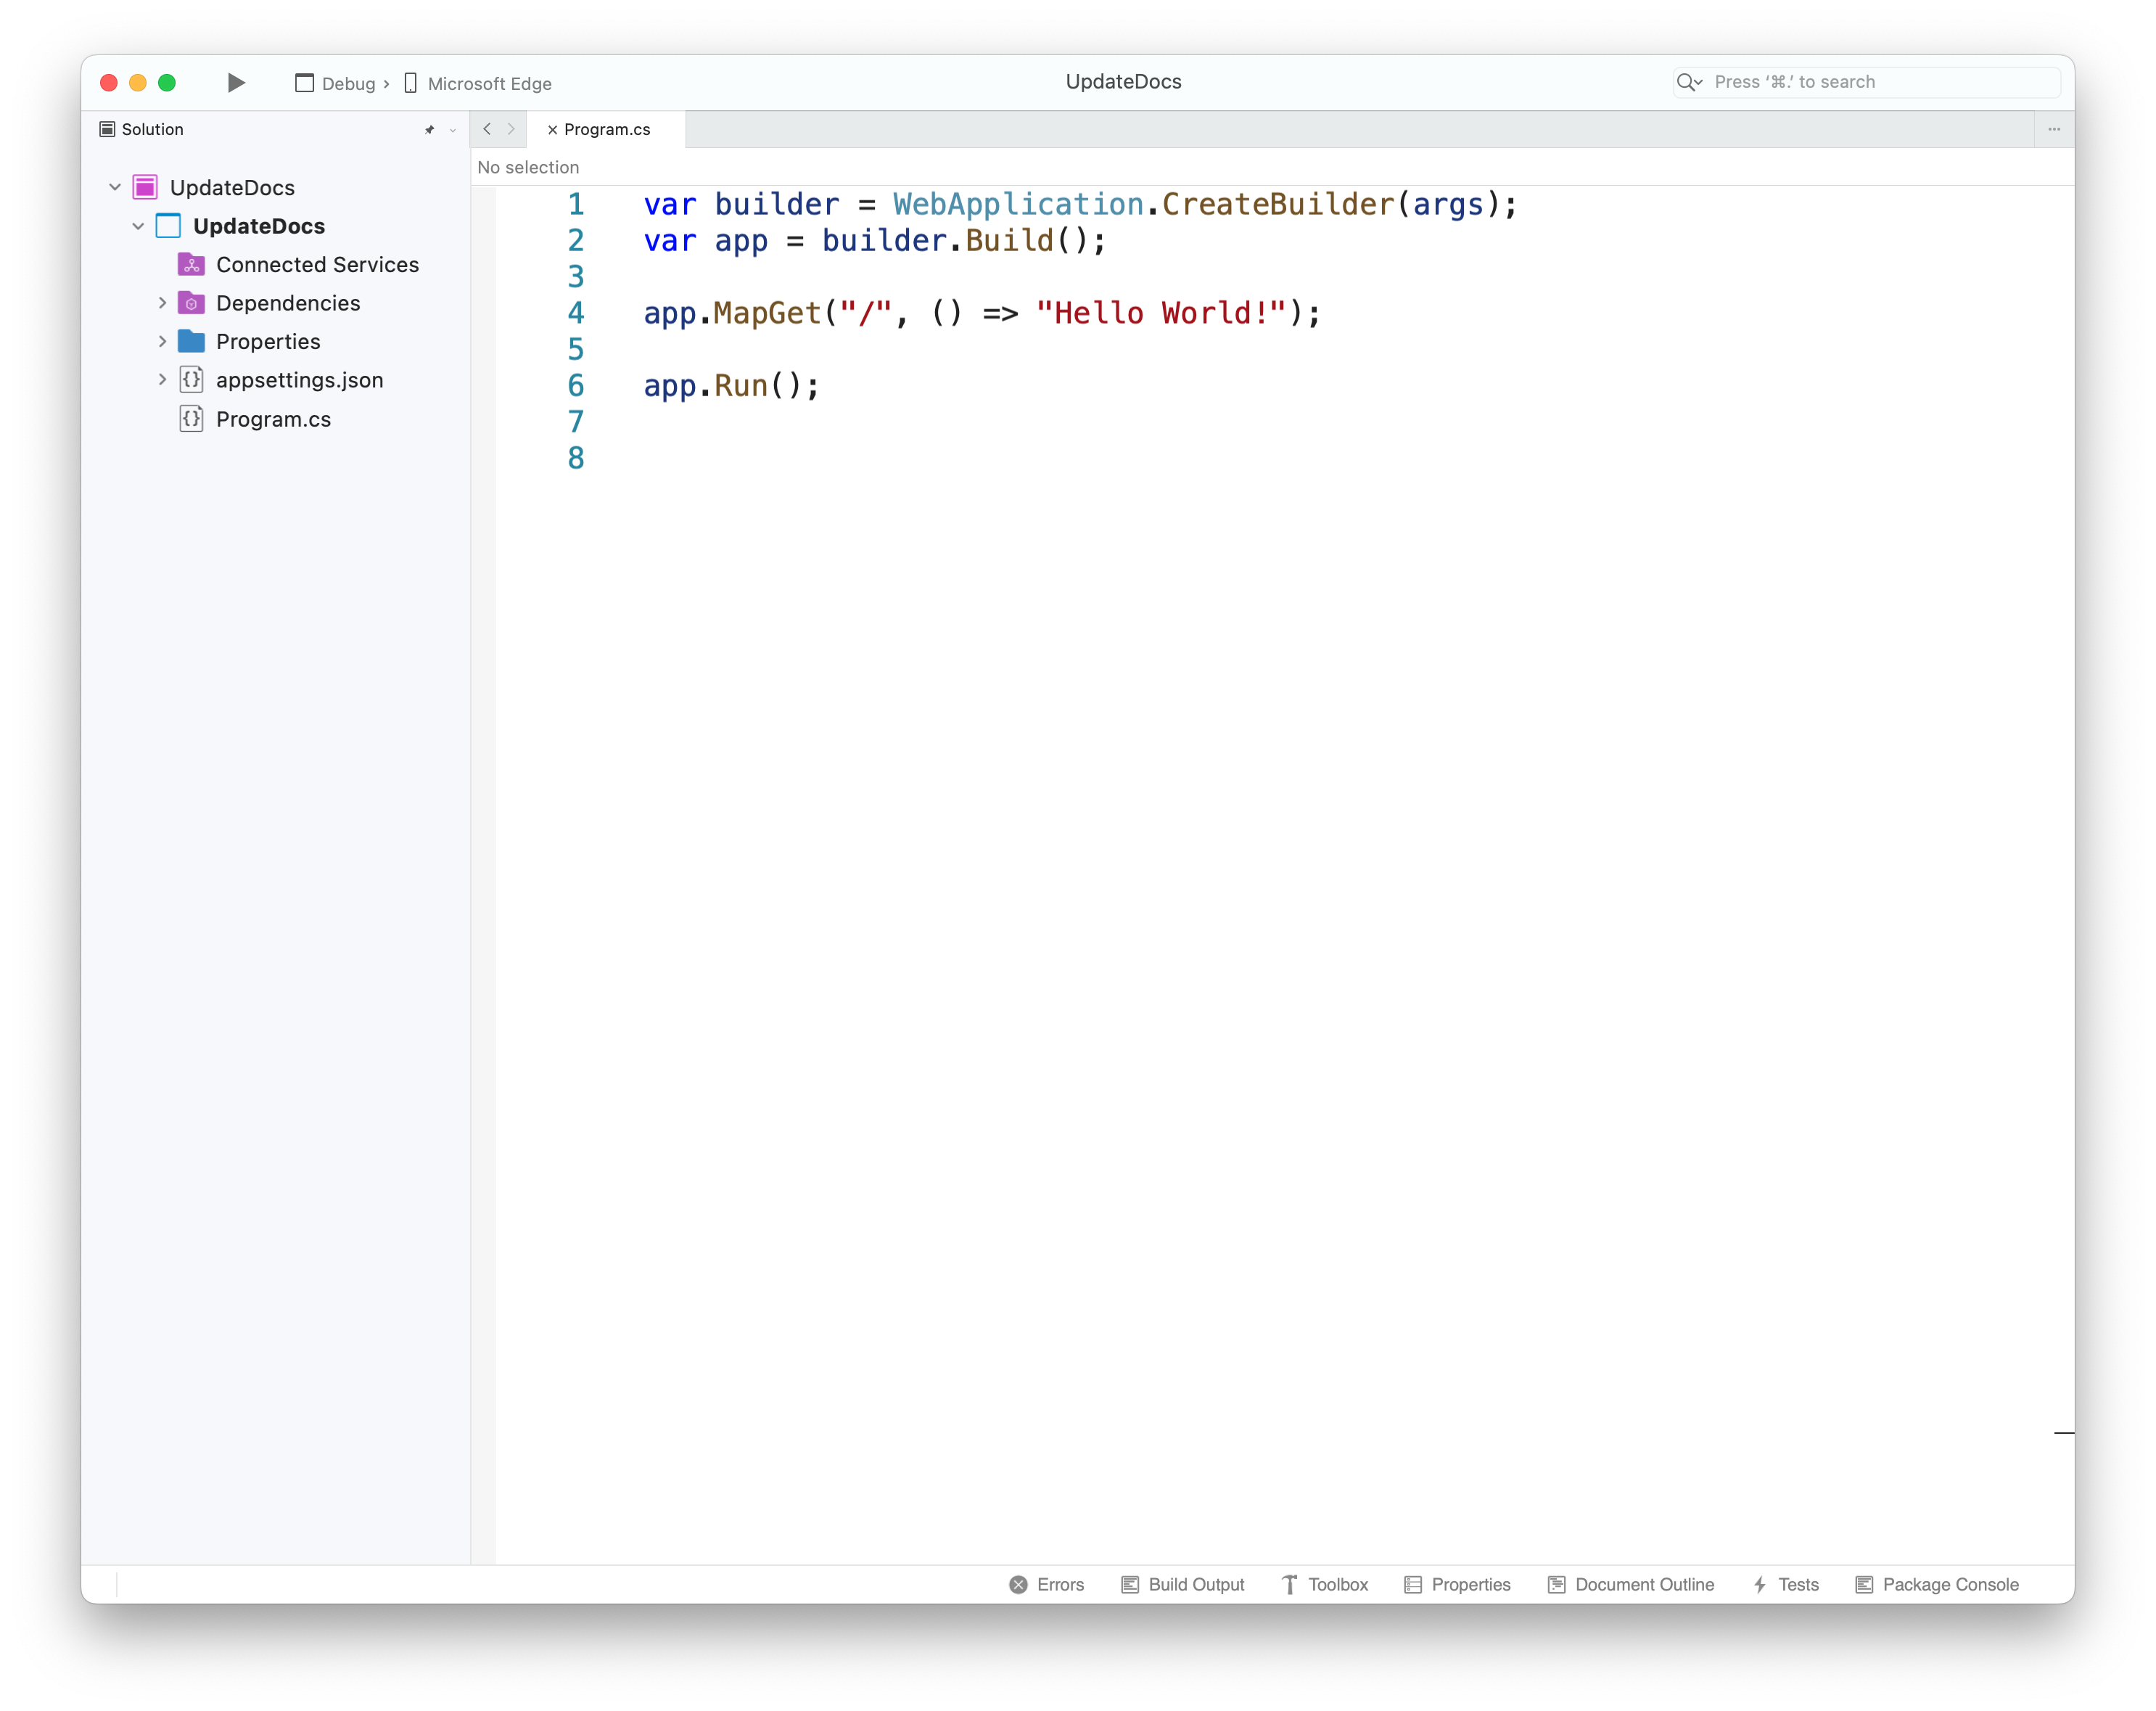 Debug › Microsoft Edge
UpdateDocs
Press ‘⌘.’ to search
Solution
Program.cs
No selection
UpdateDocs
UpdateDocs
Connected Services
Dependencies
Properties
appsettings.json
Program.cs
1 var builder = WebApplication.CreateBuilder(args);
2 var app = builder.Build();
3
4 app.MapGet("/", () => "Hello World!");
5
6 app.Run();
7
8
Errors Build Output Toolbox Properties Document Outline Tests Package Console